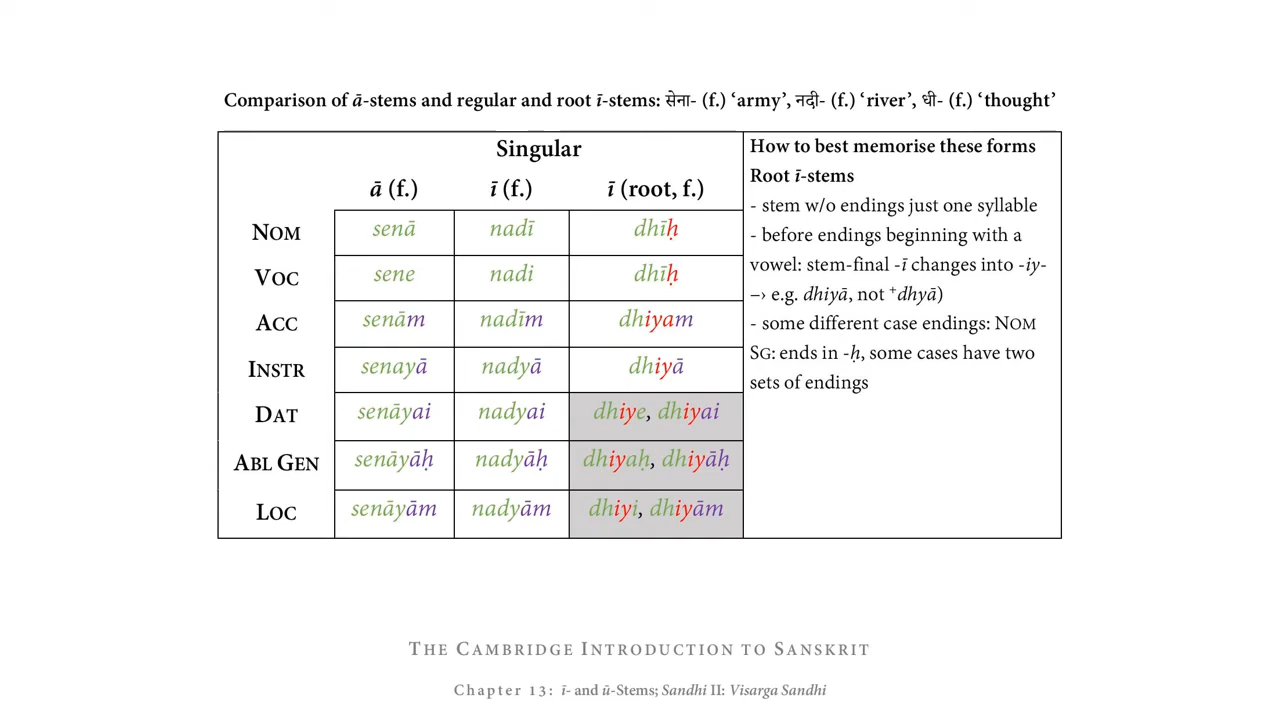 Comparison of ā-stems and regular and root ī-stems: सेना- (f.) ‘army’, नदी- (f.) ‘river’, धी- (f.) ‘thought’
Singular
ā (f.) ī (f.) ī (root, f.)
NOM senā nadī dhīḥ
VOC sene nadi dhīḥ
ACC senām nadīm dhiyam
INSTR senayā nadyā dhiyā
DAT senāyai nadyai dhiye, dhiyai
ABL GEN senāyāḥ nadyāḥ dhiyaḥ, dhiyāḥ
LOC senāyām nadyām dhiyi, dhiyām
How to best memorise these forms
Root ī-stems
- stem w/o endings just one syllable
- before endings beginning with a
vowel: stem-final -ī changes into -iy-
–› e.g. dhiyā, not ⁺dhyā)
- some different case endings: NOM
SG: ends in -ḥ, some cases have two
sets of endings
THE CAMBRIDGE INTRODUCTION TO SANSKRIT
Chapter 13: ī- and ū-Stems; Sandhi II: Visarga Sandhi